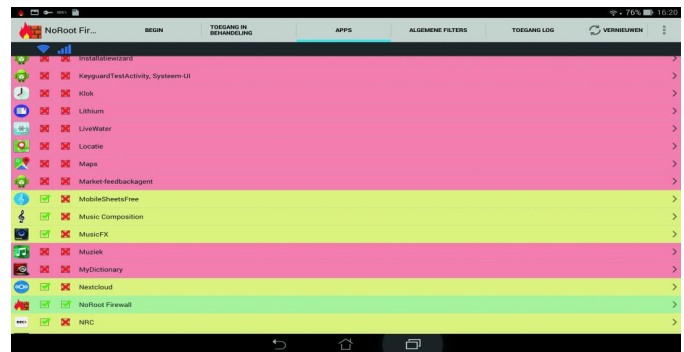 76% 16:20
NoRoot Fir...
BEGIN
TOEGANG IN
BEHANDELING
APPS
ALGEMENE FILTERS
TOEGANG LOG
VERNIEUWEN
Installatiewizard
KeyguardTestActivity, Systeem-UI
Klok
Lithium
LiveWater
Locatie
Maps
Market-feedbackagent
MobileSheetsFree
Music Composition
MusicFX
Muziek
MyDictionary
Nextcloud
NoRoot Firewall
NRC